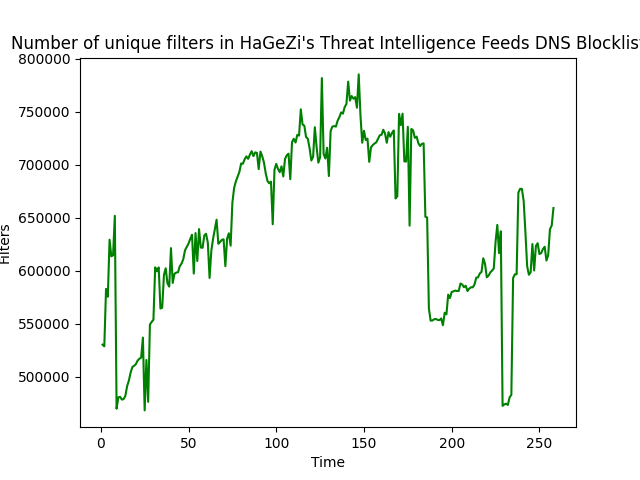 Number of unique filters in HaGeZi's Threat Intelligence Feeds DNS Blocklist
800000
750000
700000
650000
600000
550000
500000
Filters
0 50 100 150 200 250
Time